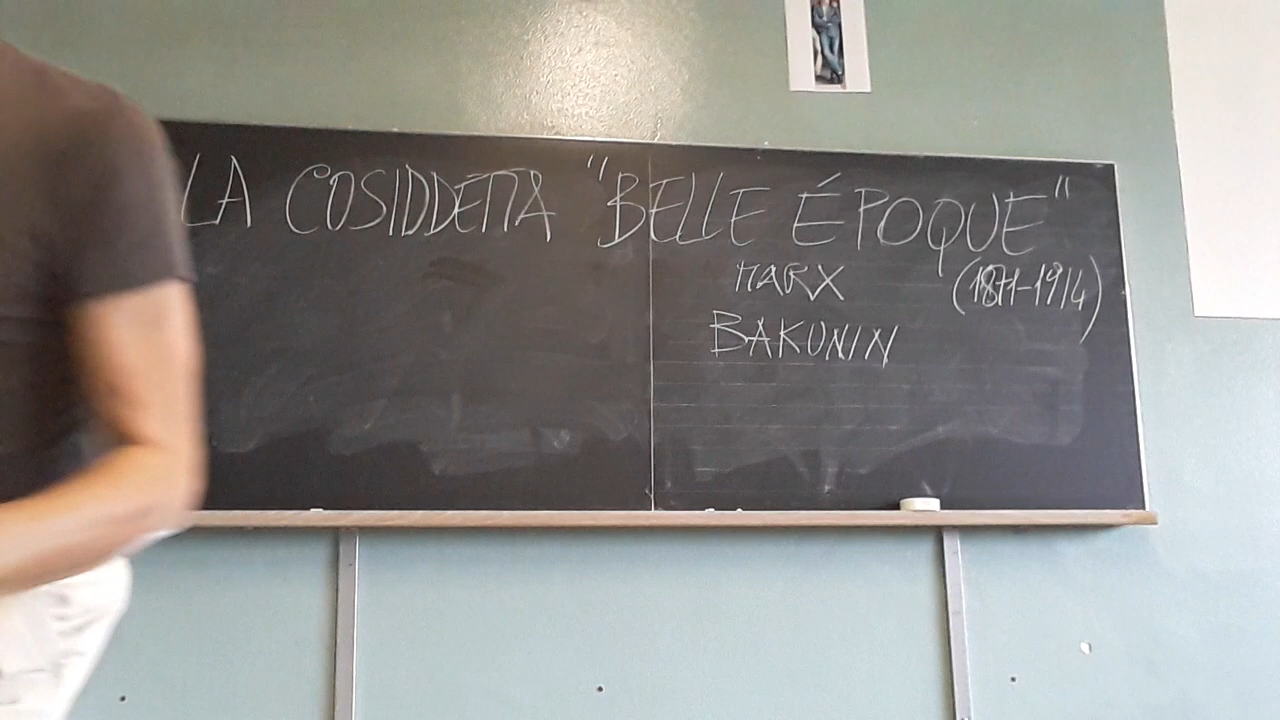 LA COSIDDETTA "BELLE ÉPOQUE"
MARX (1871-1914)
BAKUNIN